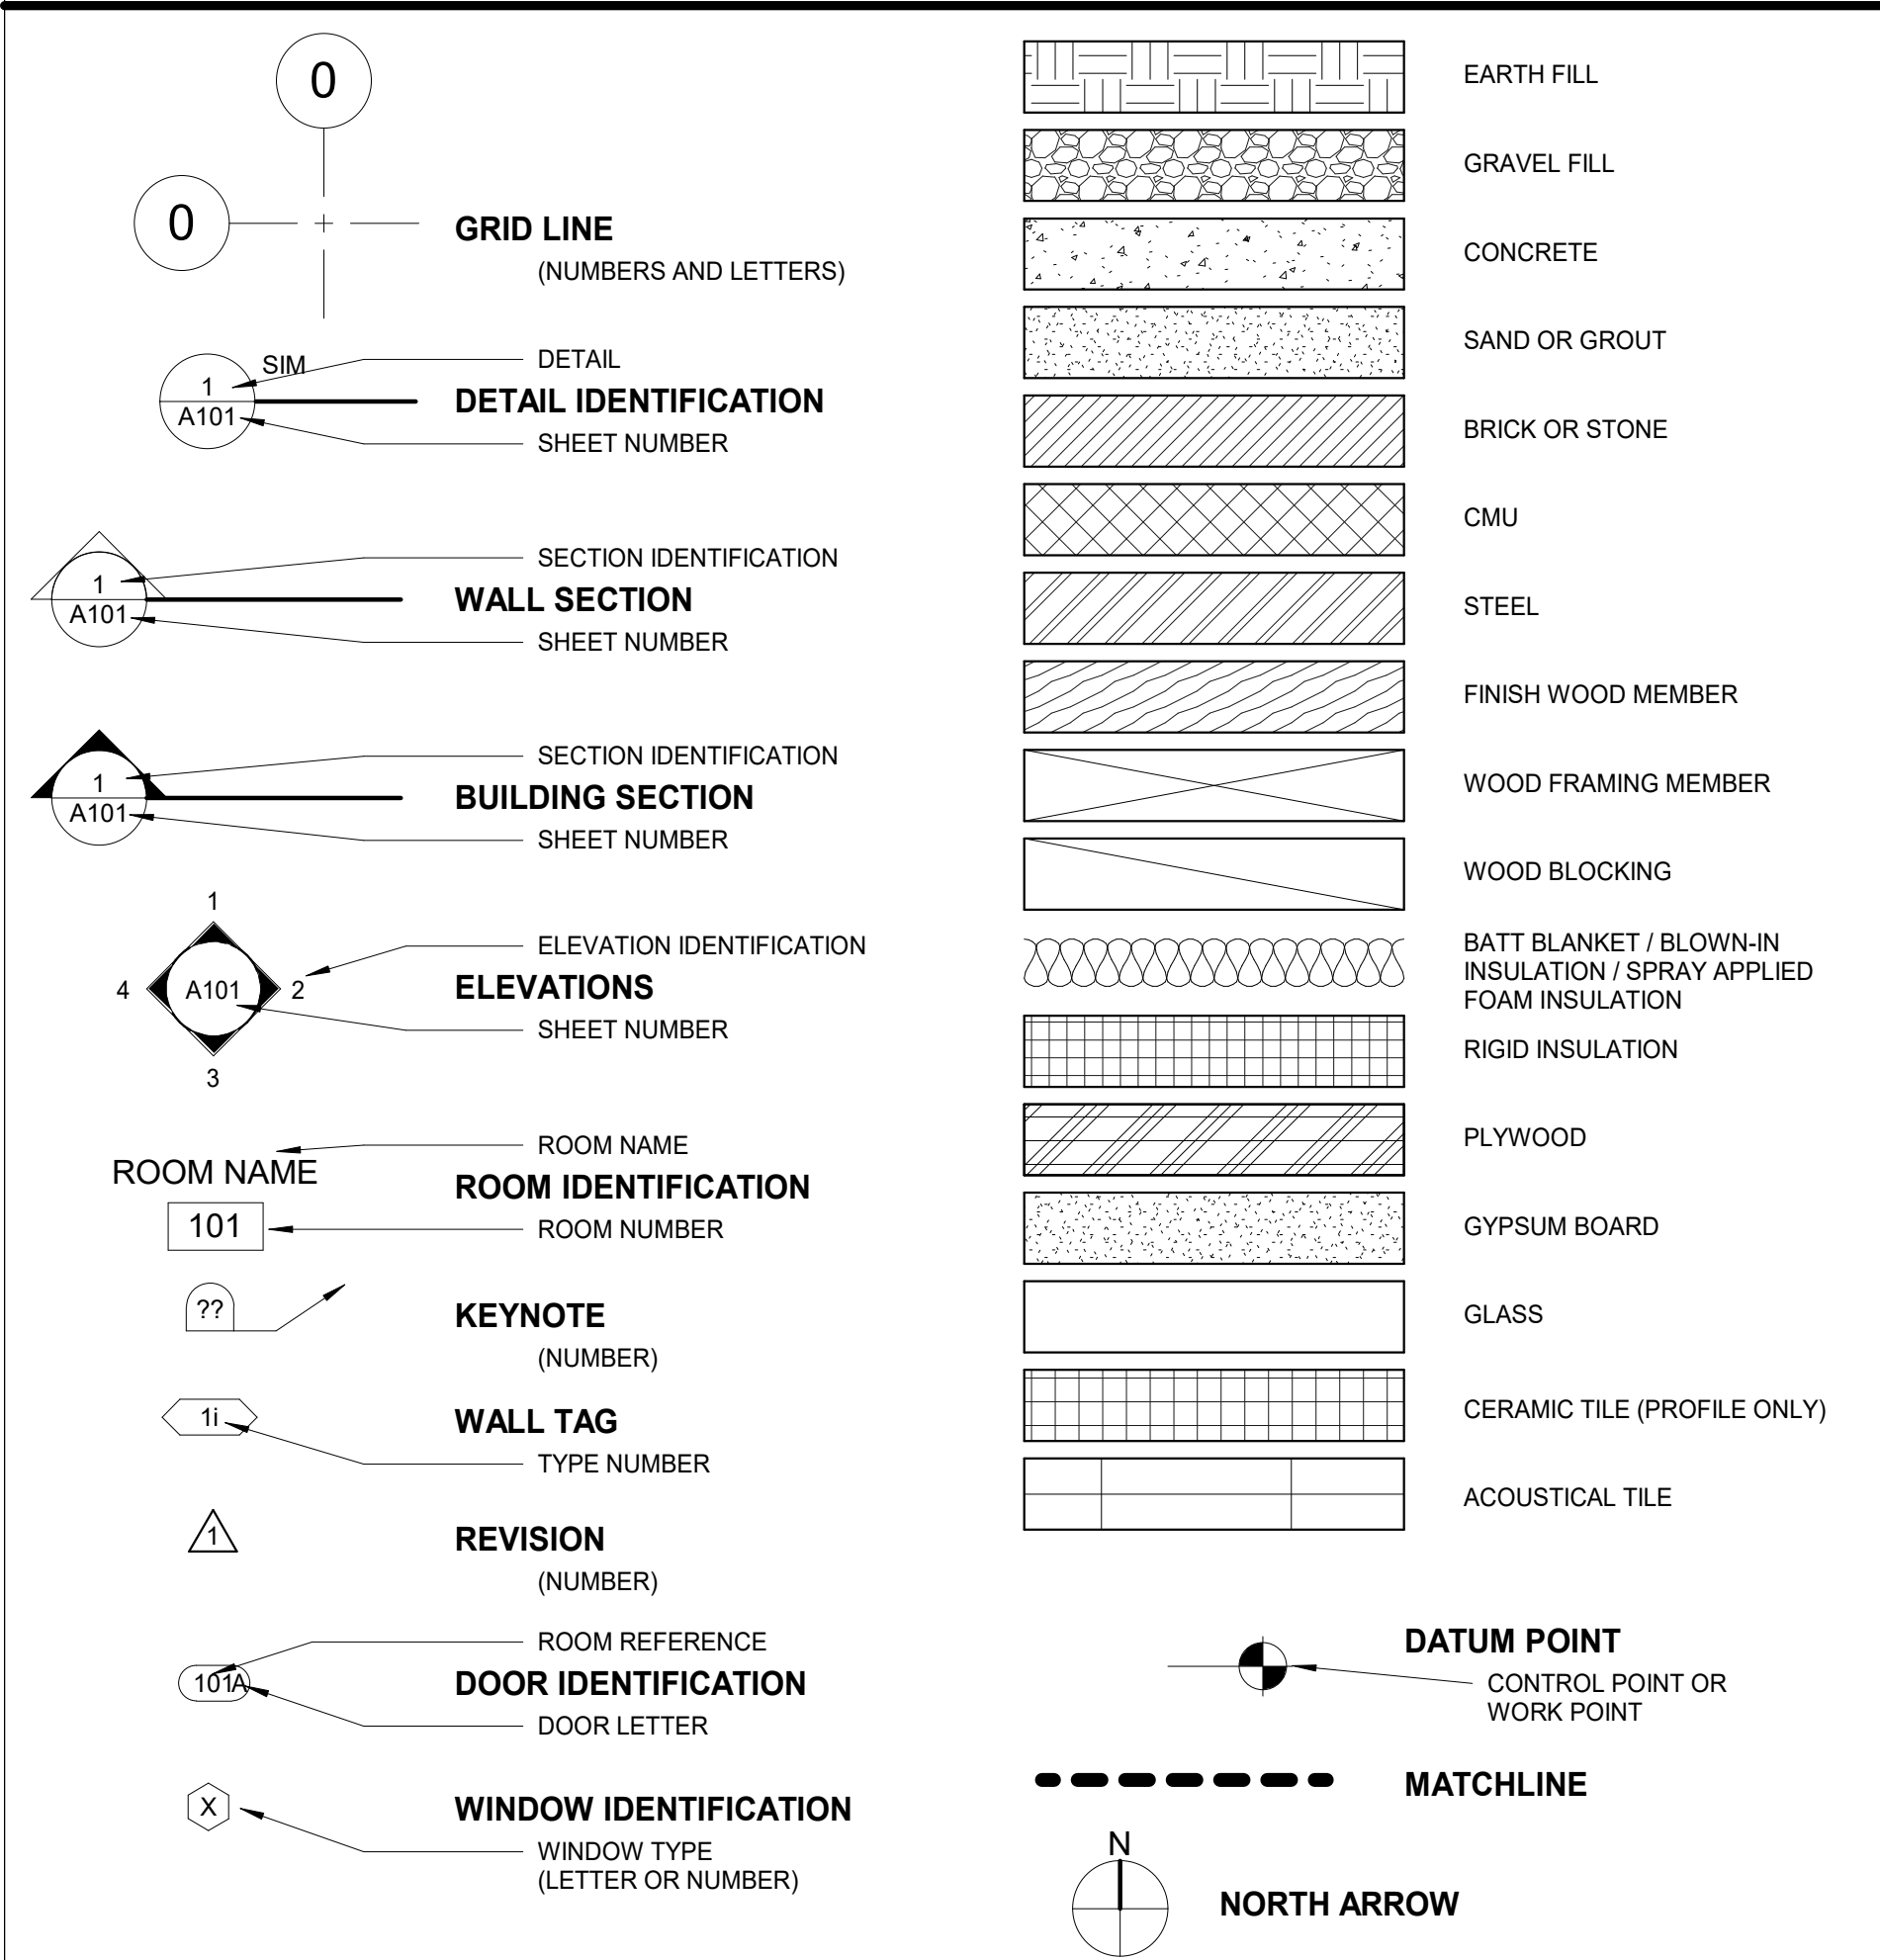 0
0
GRID LINE
(NUMBERS AND LETTERS)
SIM
1
A101
DETAIL
DETAIL IDENTIFICATION
SHEET NUMBER
1
A101
SECTION IDENTIFICATION
WALL SECTION
SHEET NUMBER
1
A101
SECTION IDENTIFICATION
BUILDING SECTION
SHEET NUMBER
1
4
A101
2
3
ELEVATION IDENTIFICATION
ELEVATIONS
SHEET NUMBER
ROOM NAME
101
ROOM NAME
ROOM IDENTIFICATION
ROOM NUMBER
??
KEYNOTE
(NUMBER)
1i
WALL TAG
TYPE NUMBER
1
REVISION
(NUMBER)
101A
ROOM REFERENCE
DOOR IDENTIFICATION
DOOR LETTER
X
WINDOW IDENTIFICATION
WINDOW TYPE
(LETTER OR NUMBER)
EARTH FILL
GRAVEL FILL
CONCRETE
SAND OR GROUT
BRICK OR STONE
CMU
STEEL
FINISH WOOD MEMBER
WOOD FRAMING MEMBER
WOOD BLOCKING
BATT BLANKET / BLOWN-IN
INSULATION / SPRAY APPLIED
FOAM INSULATION
RIGID INSULATION
PLYWOOD
GYPSUM BOARD
GLASS
CERAMIC TILE (PROFILE ONLY)
ACOUSTICAL TILE
DATUM POINT
CONTROL POINT OR
WORK POINT
MATCHLINE
N
NORTH ARROW